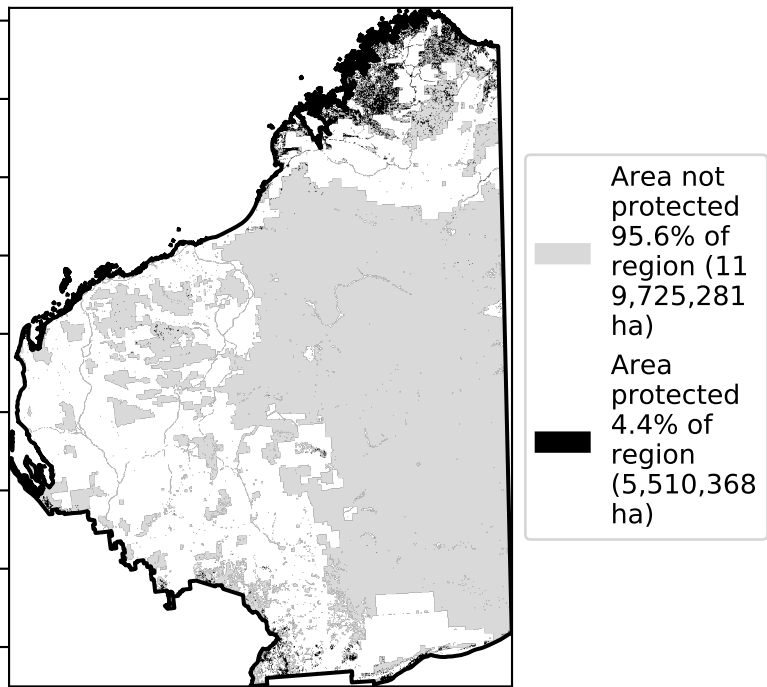 Area not
protected
95.6% of
region (11
9,725,281
ha)
Area
protected
4.4% of
region
(5,510,368
ha)